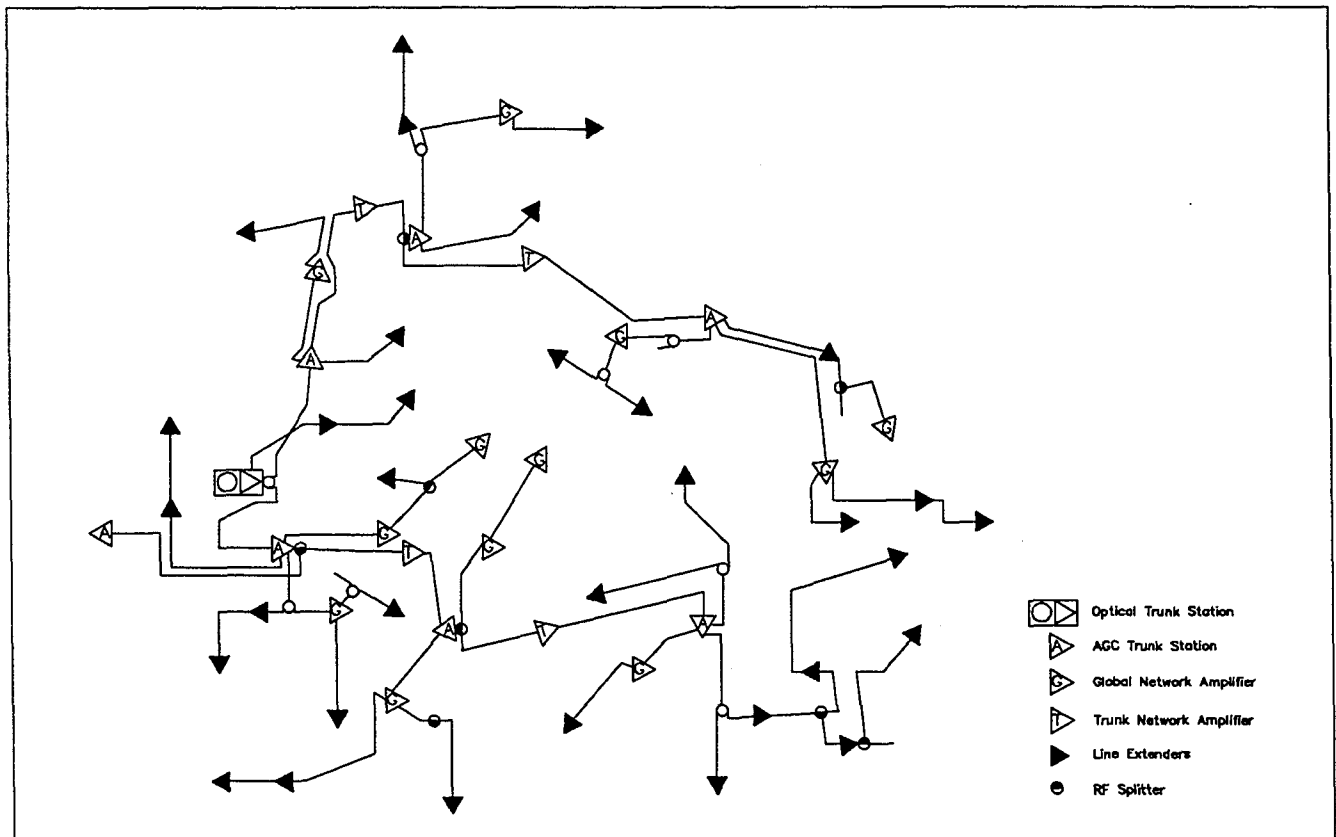 G
T
A
T
G
A
G
A
G
G
G
G
A
G
A
G
T
G
A
T
A
G
G
Optical Trunk Station
A AGC Trunk Station
G Global Network Amplifier
T Trunk Network Amplifier
Line Extenders
RF Splitter